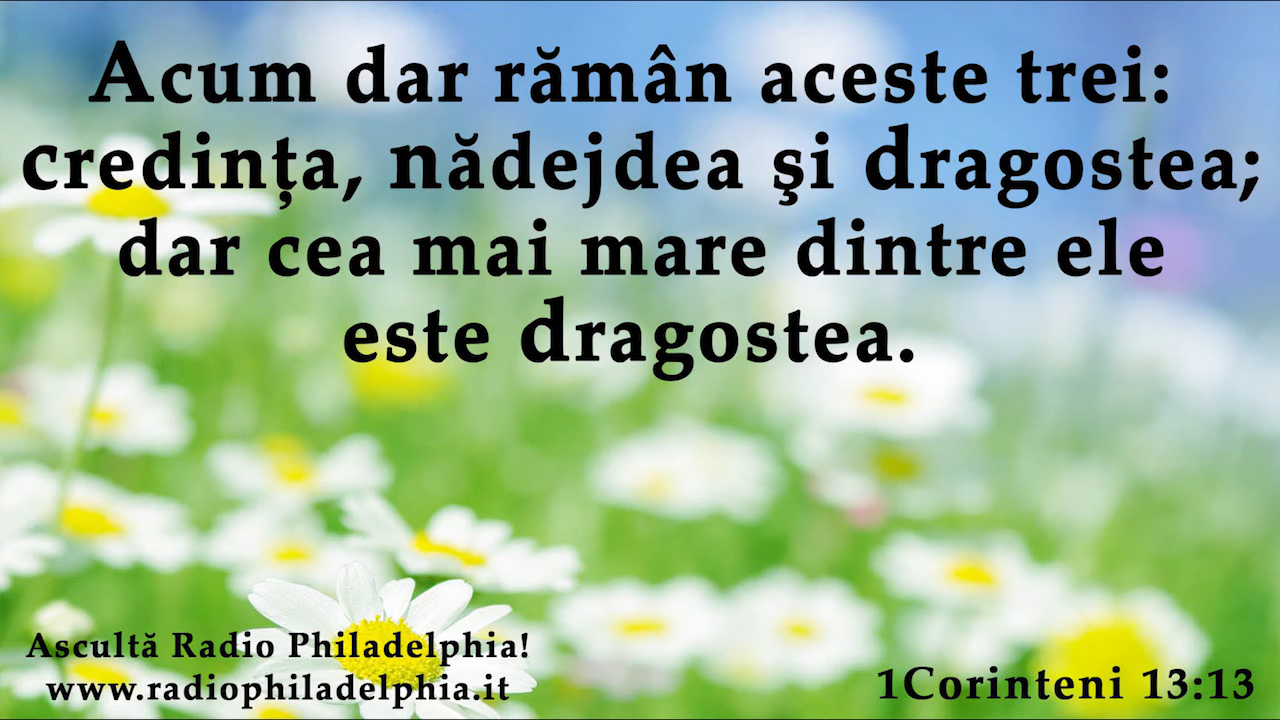 Acum dar rămân aceste trei:
credinţa, nădejdea şi dragostea;
dar cea mai mare dintre ele
este dragostea.
Ascultă Radio Philadelphia!
www.radiophiladelphia.it
1Corinteni 13:13